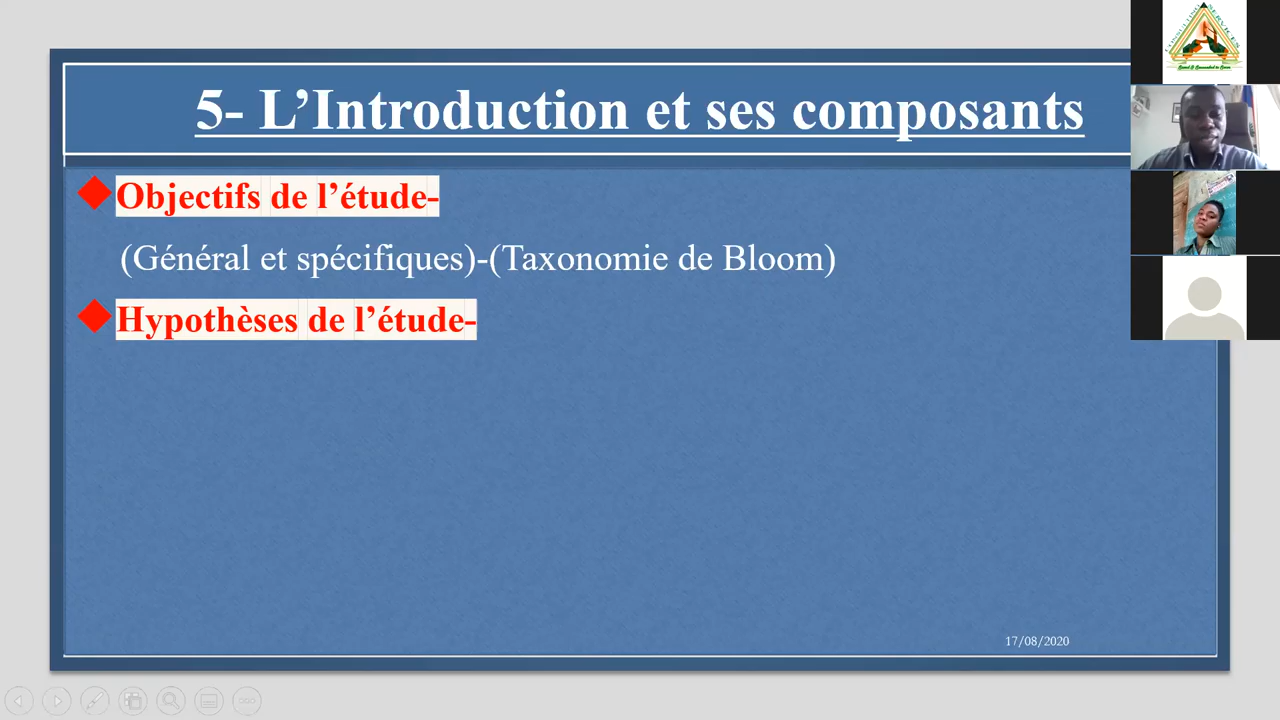 5- L’Introduction et ses composants
Objectifs de l’étude-
(Général et spécifiques)-(Taxonomie de Bloom)
Hypothèses de l’étude-
17/08/2020